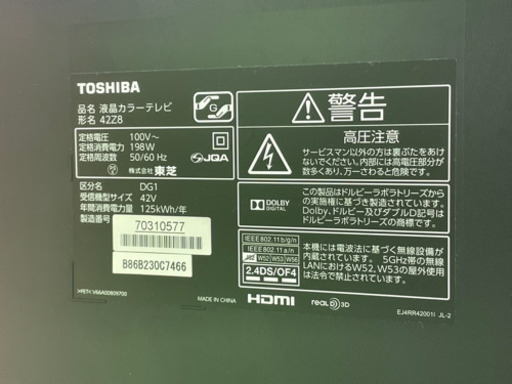 TOSHIBA
品名 液晶カラーテレビ
形名 42Z8
定格電圧 100V~
定格消費電力 198W
定格周波数 50/60 Hz
株式会社 東芝
G
JQA
区分名 DG1
受信機型サイズ 42V
年間消費電力量 125kWh/年
製造番号
70310577
B86B230C7466
MADE IN CHINA
警告
高圧注意
サービスマン以外の方は裏ぶたをあけ
ないでください。内部には高電圧部分が
数多くあり、万一さわると危険です。
DOLBY
DIGITAL
この製品はドルビーラボラトリーズから
の実施権に基づき製造されています。
Dolby、ドルビー及びダブルD記号は
ドルビーラボラトリーズの商標です。
IEEE802.11b/g/n
IEEE802.11a/n
W52 W53 W56
2.4DS/OF4
本機には電波法に基づく無線設備が
内蔵されています。5GHz帯の無線
LANにおけるW52、W53の屋外使用
は法令で禁止されています。
HDMI
REAL D 3D
EJ4IRR42001I JL-2